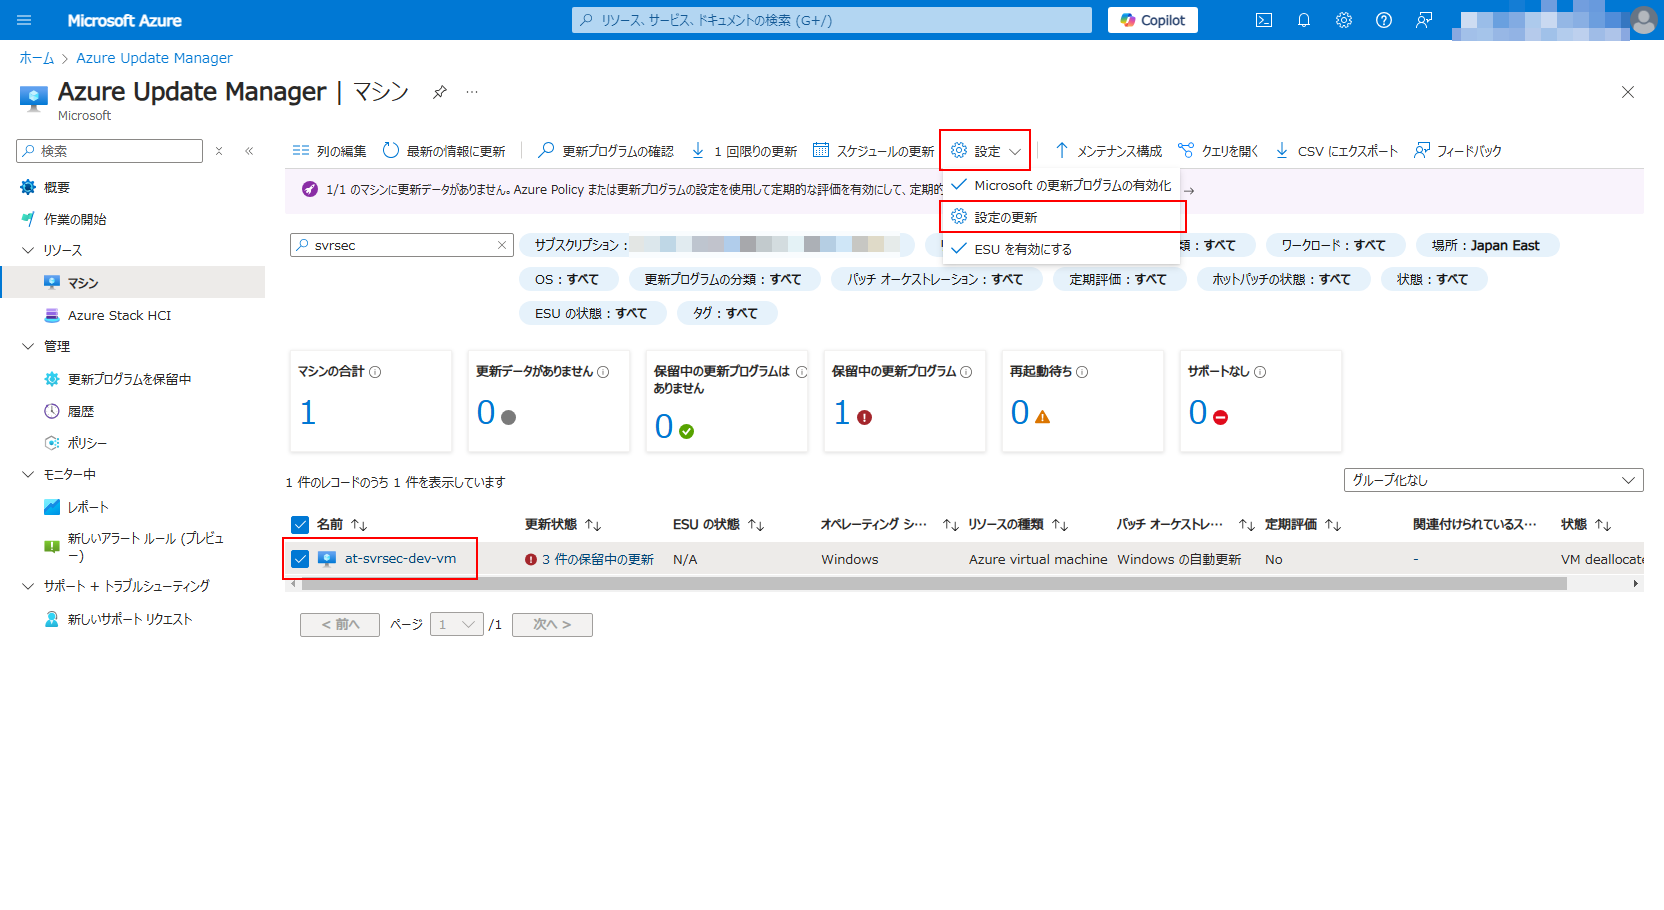 Microsoft Azure
リソース、サービス、ドキュメントの検索 (G+/)
Copilot
ホーム > Azure Update Manager
Azure Update Manager | マシン
Microsoft
検索
概要
作業の開始
リソース
マシン
Azure Stack HCI
管理
更新プログラムを保留中
履歴
ポリシー
モニター中
レポート
新しいアラート ルール (プレビュ
ー)
サポート + トラブルシューティング
新しいサポート リクエスト
列の編集
最新の情報に更新
更新プログラムの確認
1 回限りの更新
スケジュールの更新
設定
メンテナンス構成
クエリを開く
CSV にエクスポート
フィードバック
1/1 のマシンに更新データがありません。Azure Policy または更新プログラムの設定を使用して定期的な評価を有効にして、定期的
Microsoft の更新プログラムの有効化
設定の更新
ESU を有効にする
svrsec
サブスクリプション :
類 : すべて
ワークロード : すべて
場所 : Japan East
OS : すべて
更新プログラムの分類 : すべて
パッチ オーケストレーション : すべて
定期評価 : すべて
ホットパッチの状態 : すべて
状態 : すべて
ESU の状態 : すべて
タグ : すべて
マシンの合計
1
更新データがありません
0
保留中の更新プログラムは
ありません
0
保留中の更新プログラム
1
再起動待ち
0
サポートなし
0
1 件のレコードのうち 1 件を表示しています
グループ化なし
名前 更新状態 ESU の状態 オペレーティング シ… リソースの種類 パッチ オーケストレ… 定期評価 関連付けられているス… 状態
at-svrsec-dev-vm 3 件の保留中の更新 N/A Windows Azure virtual machine Windows の自動更新 No - VM deallocate
< 前へ ページ 1 /1 次へ >